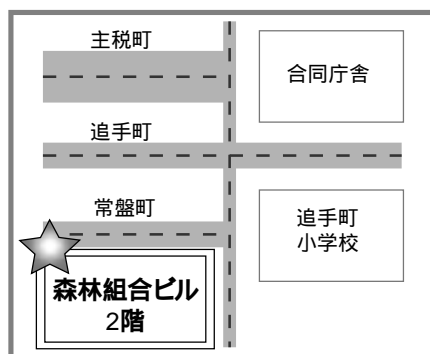 主税町
合同庁舎
追手町
常盤町
追手町
小学校
森林組合ビル
2階